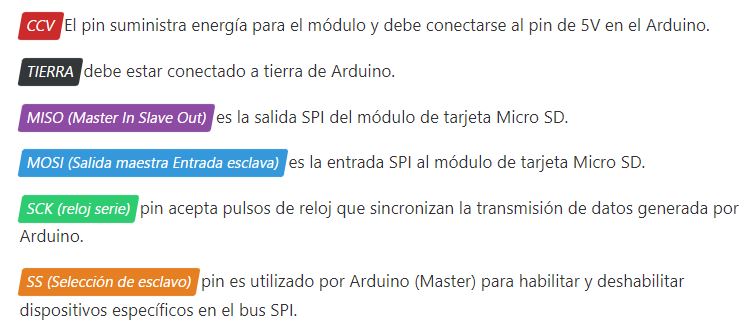 CCV El pin suministra energía para el módulo y debe conectarse al pin de 5V en el Arduino.
TIERRA debe estar conectado a tierra de Arduino.
MISO (Master In Slave Out) es la salida SPI del módulo de tarjeta Micro SD.
MOSI (Salida maestra Entrada esclava) es la entrada SPI al módulo de tarjeta Micro SD.
SCK (reloj serie) pin acepta pulsos de reloj que sincronizan la transmisión de datos generada por
Arduino.
SS (Selección de esclavo) pin es utilizado por Arduino (Master) para habilitar y deshabilitar
dispositivos específicos en el bus SPI.